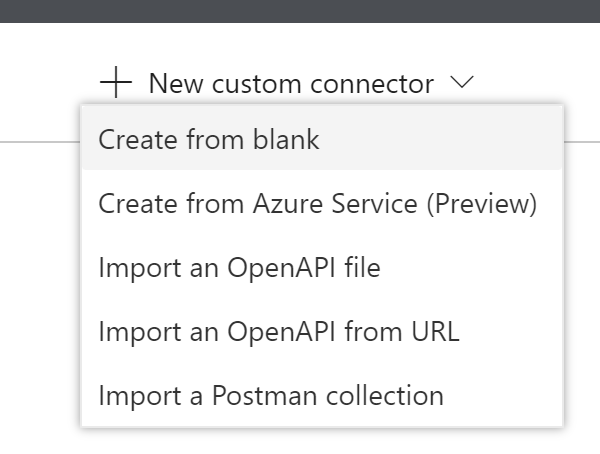 New custom connector
Create from blank
Create from Azure Service (Preview)
Import an OpenAPI file
Import an OpenAPI from URL
Import a Postman collection